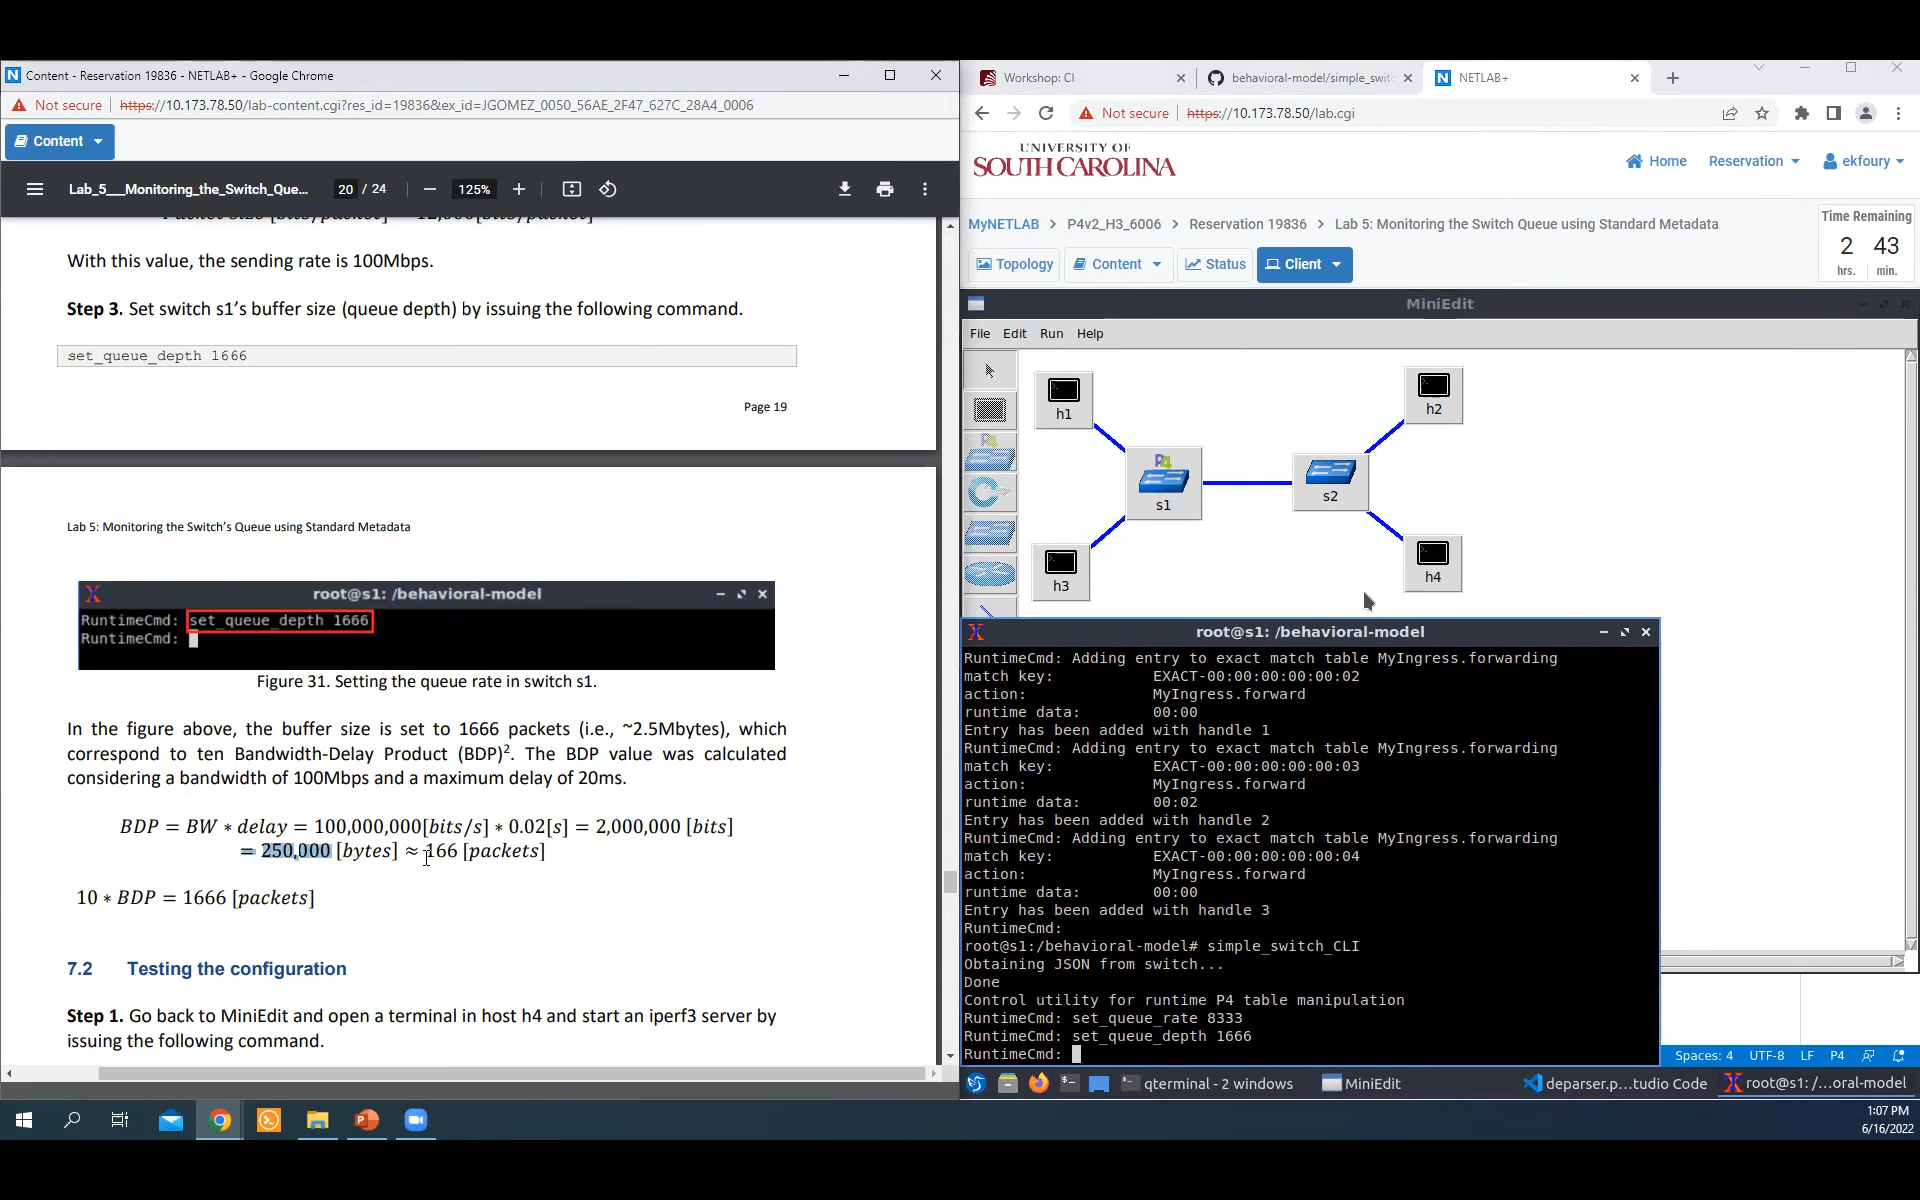 Content - Reservation 19836 - NETLAB+ - Google Chrome
Not secure https://10.173.78.50/lab-content.cgi?res_id=19836&ex_id=JGOMEZ_0050_56AE_2F47_627C_28A4_0006
Content
Lab_5__Monitoring_the_Switch_Que... 20 / 24 125%
With this value, the sending rate is 100Mbps.
Step 3. Set switch s1's buffer size (queue depth) by issuing the following command.
set_queue_depth 1666
Page 19
Lab 5: Monitoring the Switch's Queue using Standard Metadata
root@s1: /behavioral-model
RuntimeCmd: set_queue_depth 1666
RuntimeCmd:
Figure 31. Setting the queue rate in switch s1.
In the figure above, the buffer size is set to 1666 packets (i.e., ~2.5Mbytes), which
correspond to ten Bandwidth-Delay Product (BDP)2. The BDP value was calculated
considering a bandwidth of 100Mbps and a maximum delay of 20ms.
BDP = BW * delay = 100,000,000[bits/s] * 0.02[s] = 2,000,000 [bits]
= 250,000 [bytes] ≈ 166 [packets]
10 * BDP = 1666 [packets]
7.2 Testing the configuration
Step 1. Go back to MiniEdit and open a terminal in host h4 and start an iperf3 server by
issuing the following command.
Workshop: CI
behavioral-model/simple_swit
NETLAB+
Not secure https://10.173.78.50/lab.cgi
UNIVERSITY OF
SOUTH CAROLINA
Home Reservation ekfoury
MyNETLAB > P4v2_H3_6006 > Reservation 19836 > Lab 5: Monitoring the Switch Queue using Standard Metadata
Time Remaining
2 43
hrs. min.
Topology Content Status Client
MiniEdit
File Edit Run Help
h1
h2
P4
s1
s2
h3
h4
P4
root@s1: /behavioral-model
RuntimeCmd: Adding entry to exact match table MyIngress.forwarding
match key: EXACT-00:00:00:00:00:02
action: MyIngress.forward
runtime data: 00:00
Entry has been added with handle 1
RuntimeCmd: Adding entry to exact match table MyIngress.forwarding
match key: EXACT-00:00:00:00:00:03
action: MyIngress.forward
runtime data: 00:02
Entry has been added with handle 2
RuntimeCmd: Adding entry to exact match table MyIngress.forwarding
match key: EXACT-00:00:00:00:00:04
action: MyIngress.forward
runtime data: 00:00
Entry has been added with handle 3
RuntimeCmd:
root@s1:/behavioral-model# simple_switch_CLI
Obtaining JSON from switch...
Done
Control utility for runtime P4 table manipulation
RuntimeCmd: set_queue_rate 8333
RuntimeCmd: set_queue_depth 1666
RuntimeCmd:
Spaces: 4 UTF-8 LF P4
qterminal - 2 windows
MiniEdit
deparser.p...tudio Code
root@s1: /...oral-model
1:07 PM
6/16/2022